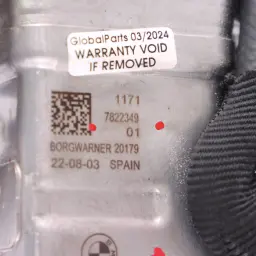 GlobalParts 03/2024
WARRANTY VOID
IF REMOVED
1171
7822349
01
BORGWARNER 20179
22-08-03 SPAIN